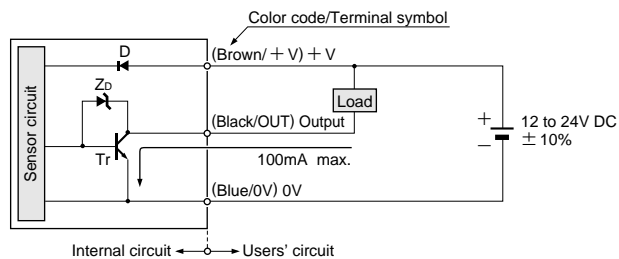 Color code/Terminal symbol
D
(Brown/+V) +V
ZD
Load
Sensor circuit
(Black/OUT) Output
+
12 to 24V DC
Tr
−
± 10%
100mA max.
(Blue/0V) 0V
Internal circuit
Users' circuit